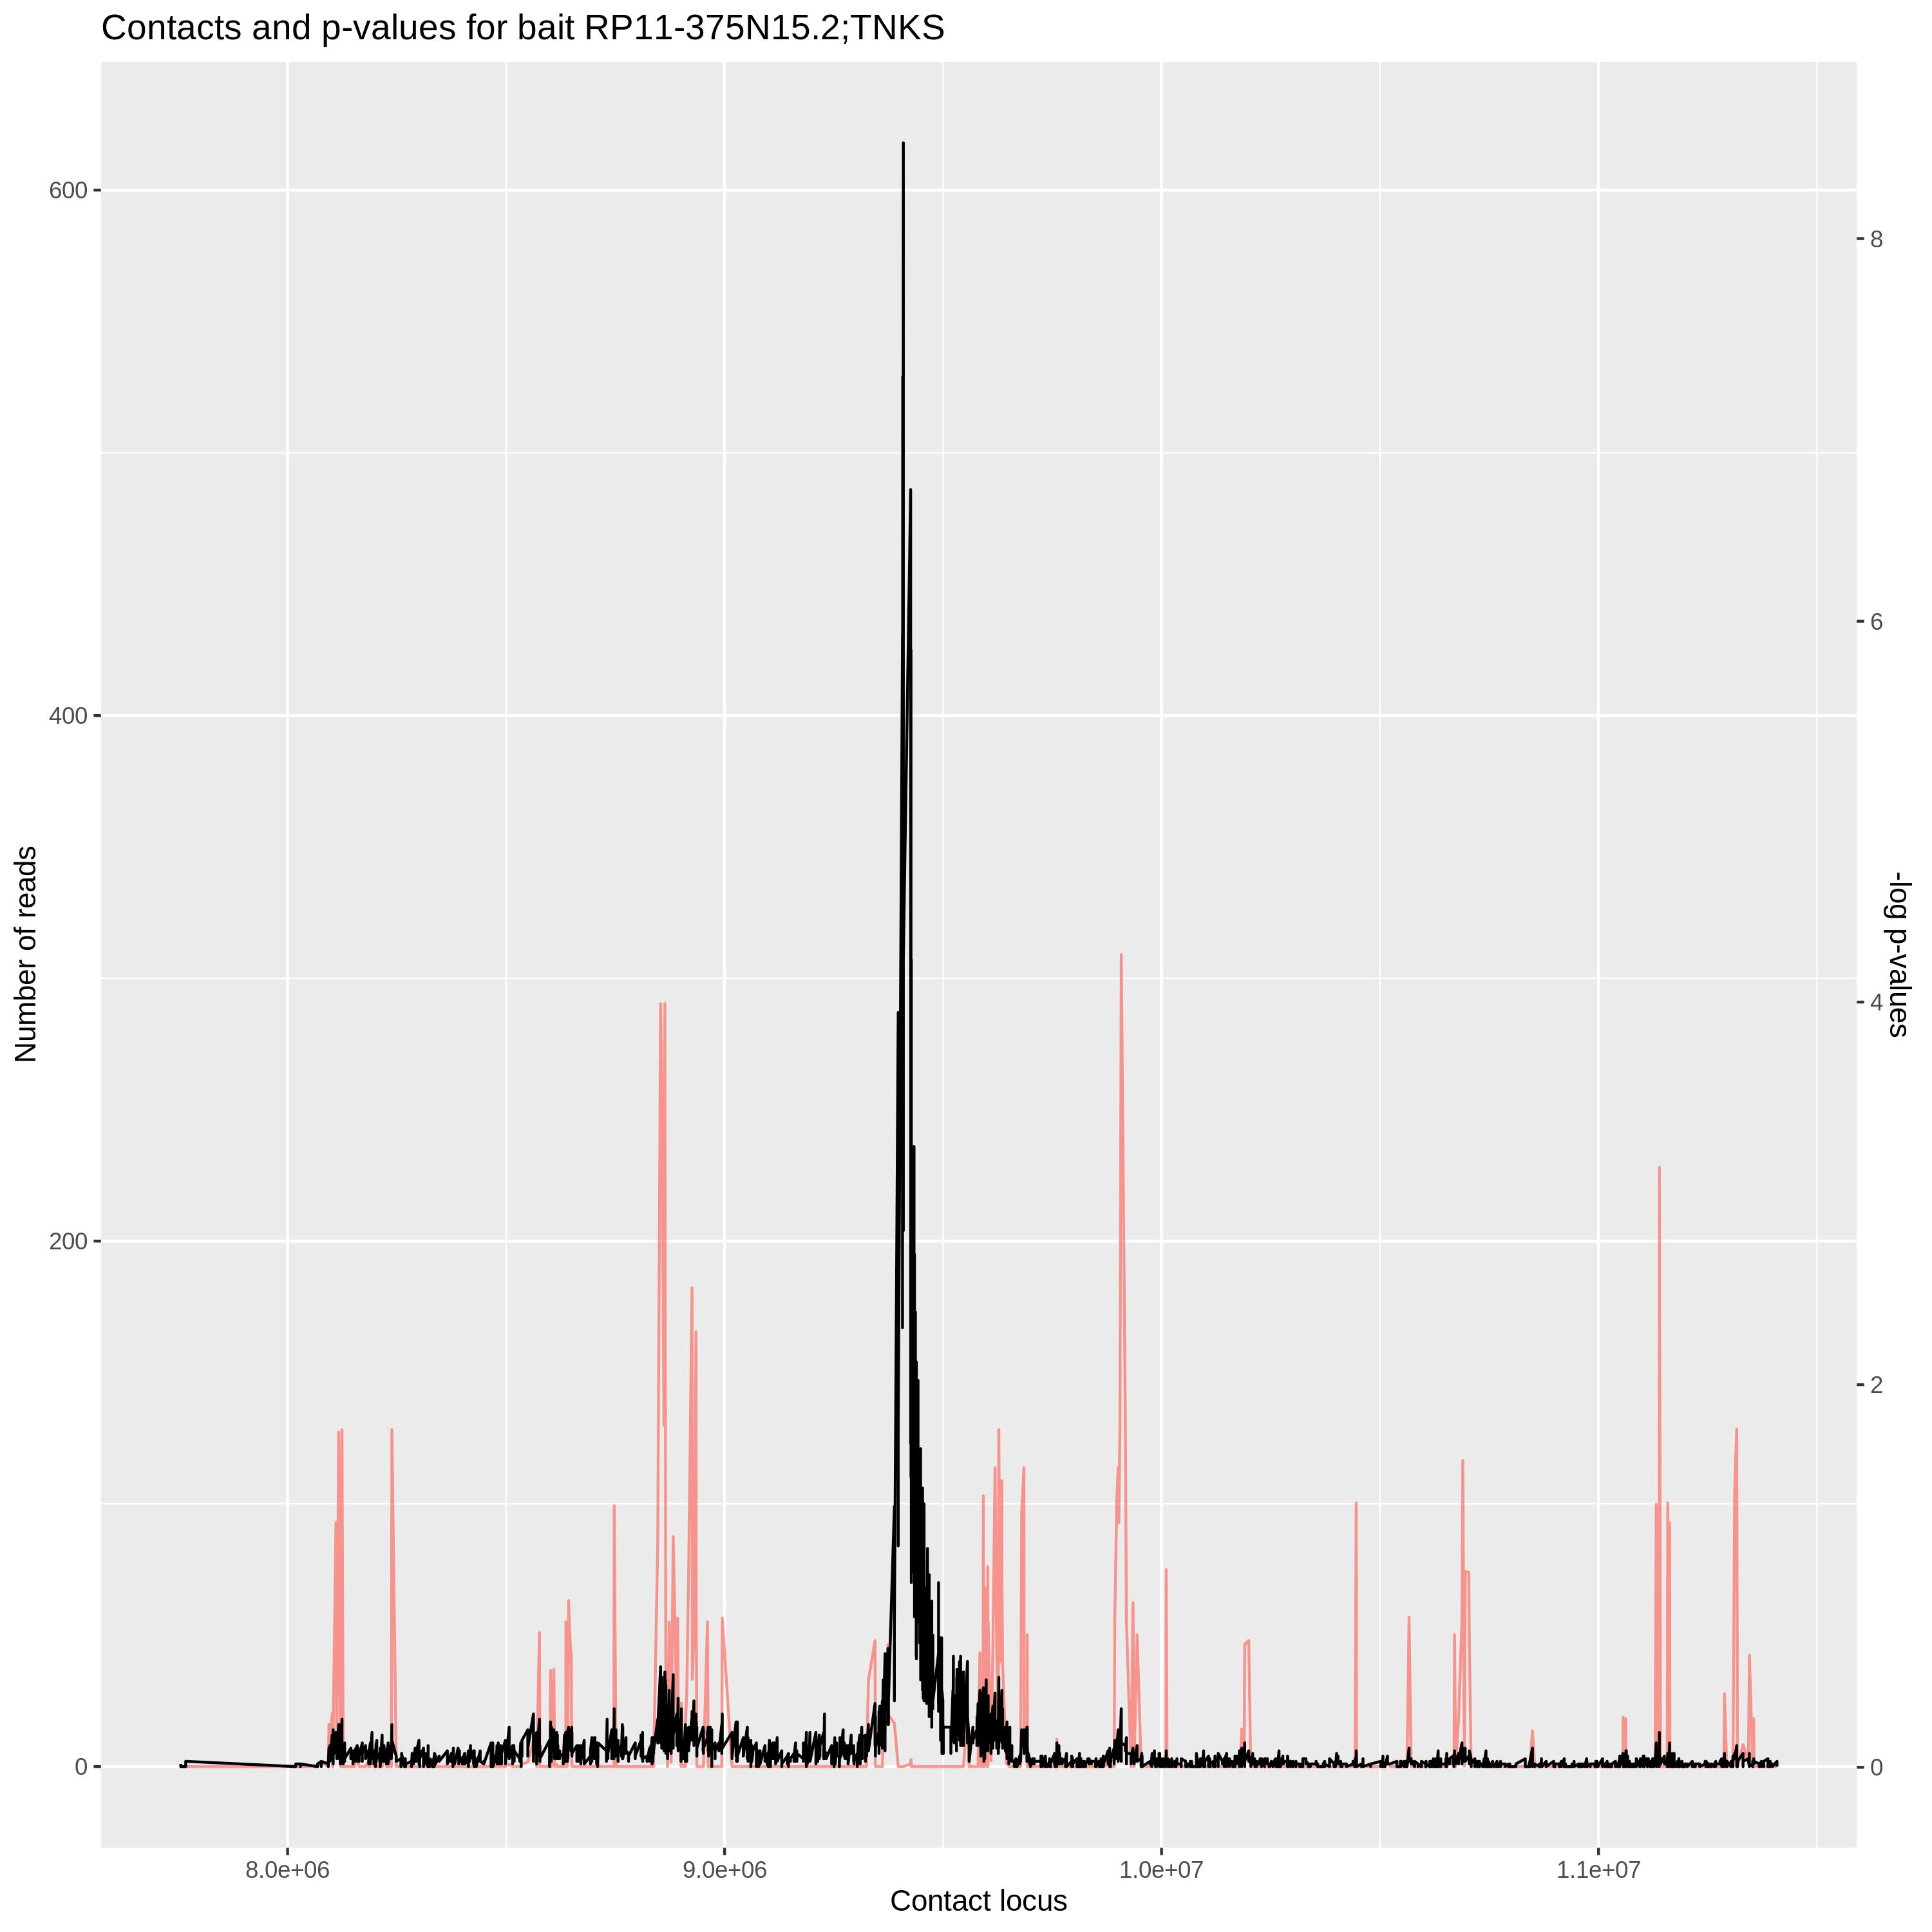 Contacts and p-values for bait RP11-375N15.2;TNKS
600
400
200
0
Number of reads
8
6
4
2
0
-log p-values
8.0e+06
9.0e+06
1.0e+07
1.1e+07
Contact locus